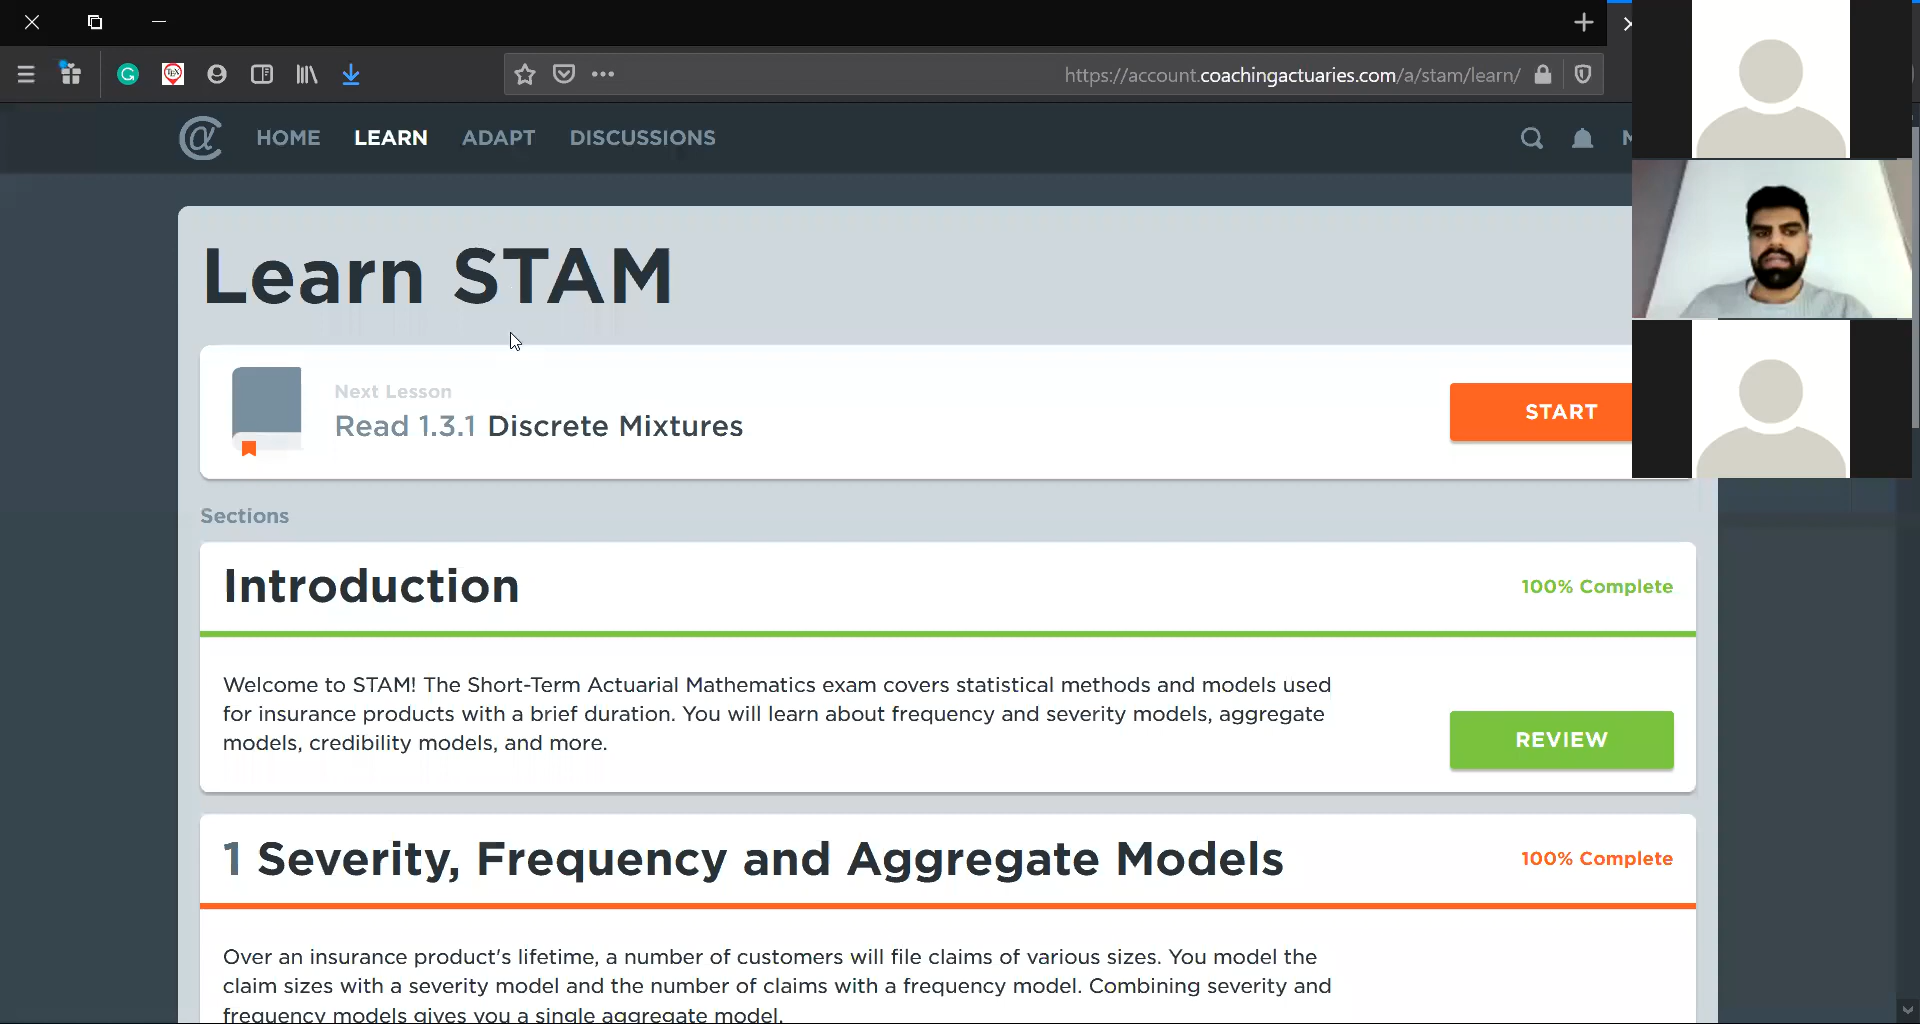 https://account.coachingactuaries.com/a/stam/learn/
HOME LEARN ADAPT DISCUSSIONS
Learn STAM
Next Lesson
Read 1.3.1 Discrete Mixtures
START
Sections
Introduction
100% Complete
Welcome to STAM! The Short-Term Actuarial Mathematics exam covers statistical methods and models used
for insurance products with a brief duration. You will learn about frequency and severity models, aggregate
models, credibility models, and more.
REVIEW
1 Severity, Frequency and Aggregate Models
100% Complete
Over an insurance product's lifetime, a number of customers will file claims of various sizes. You model the
claim sizes with a severity model and the number of claims with a frequency model. Combining severity and
frequency models gives you a single aggregate model.